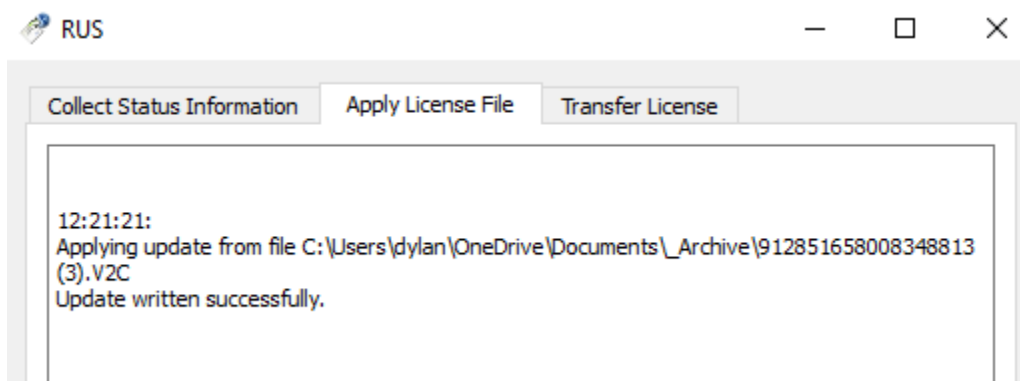 RUS
Collect Status Information Apply License File Transfer License
12:21:21:
Applying update from file C:\Users\dylan\OneDrive\Documents\_Archive\912851658008348813
(3).V2C
Update written successfully.